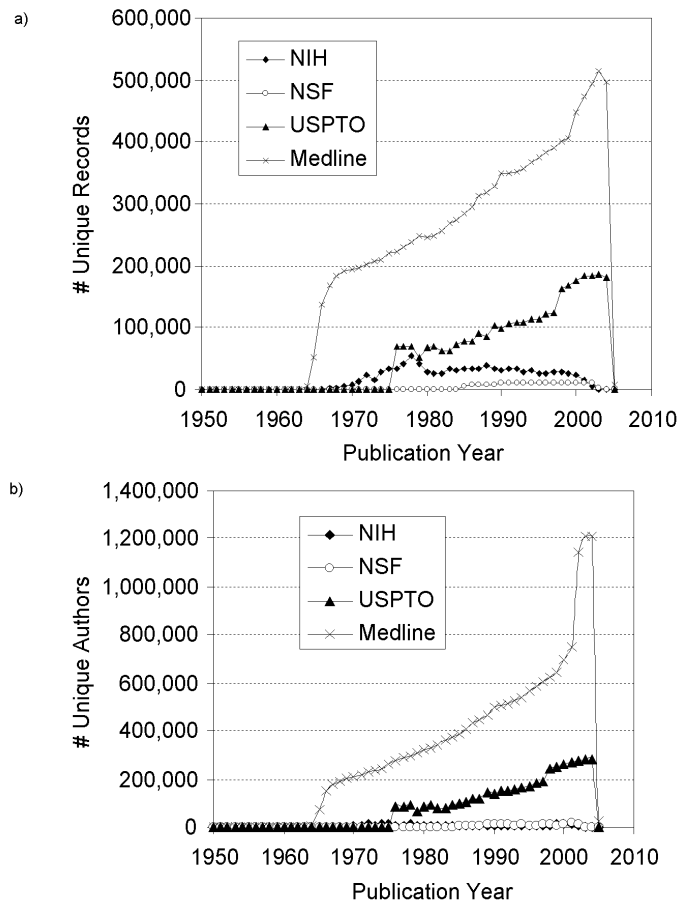 a)
600,000
500,000
400,000
300,000
200,000
100,000
0
# Unique Records
NIH
NSF
USPTO
Medline
1950 1960 1970 1980 1990 2000 2010
Publication Year
b)
1,400,000
1,200,000
1,000,000
800,000
600,000
400,000
200,000
0
# Unique Authors
NIH
NSF
USPTO
Medline
1950 1960 1970 1980 1990 2000 2010
Publication Year